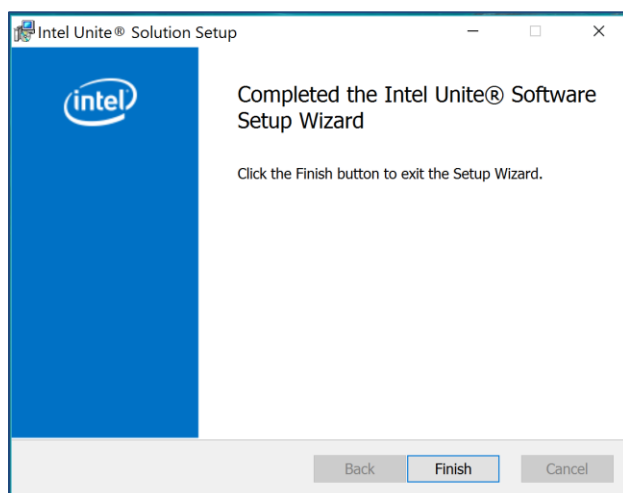 Intel Unite® Solution Setup
intel
Completed the Intel Unite® Software
Setup Wizard
Click the Finish button to exit the Setup Wizard.
Back
Finish
Cancel